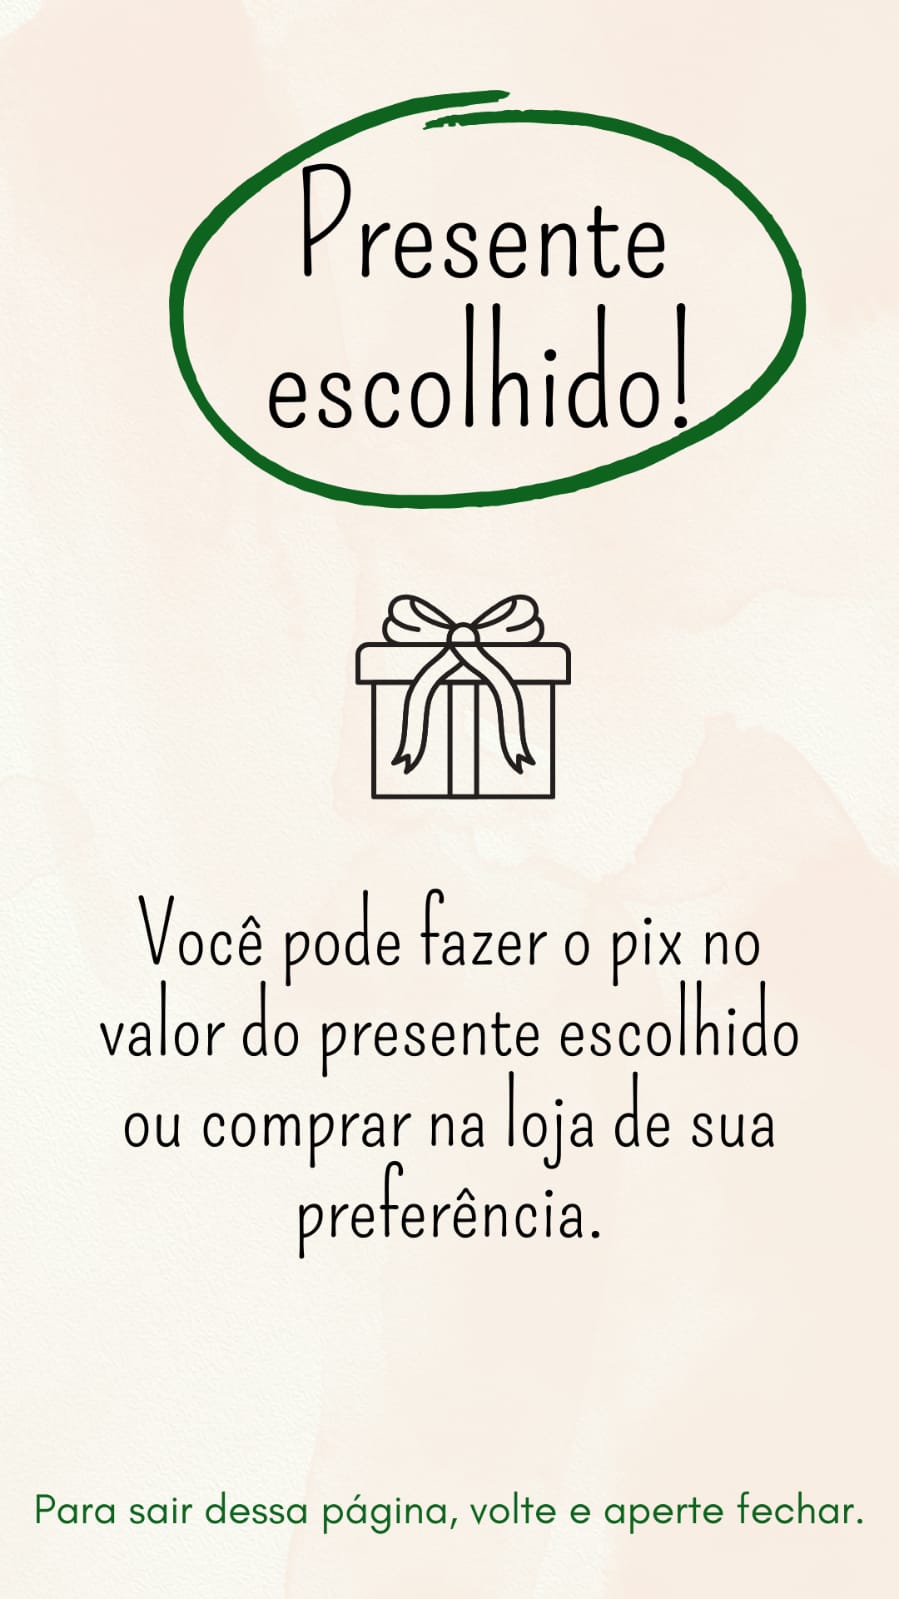 Presente
escolhido!
Você pode fazer o pix no
valor do presente escolhido
ou comprar na loja de sua
preferência.
Para sair dessa página, volte e aperte fechar.